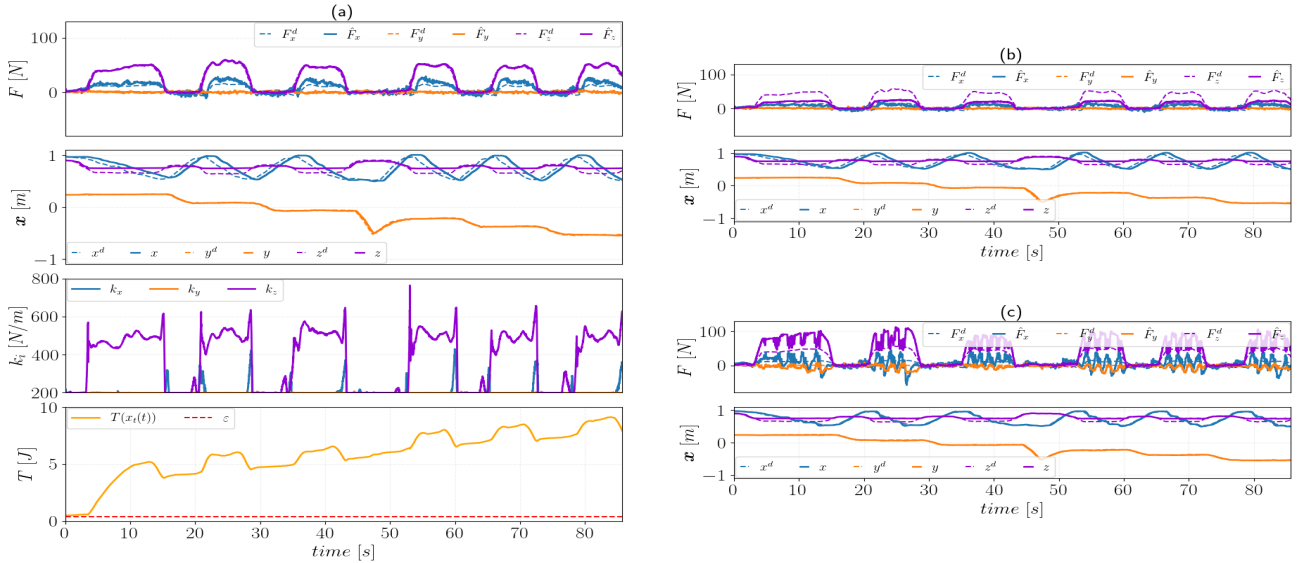 (a)
F_x^d F̂_x F_y^d F̂_y F_z^d F̂_z
F [N]
100
0
x [m]
1
0
−1
x^d x y^d y z^d z
k_x k_y k_z
k_i [N/m]
800
600
400
200
T(x_t(t)) ε
T [J]
10
5
0
0 10 20 30 40 50 60 70 80
time [s]
(b)
F_x^d F̂_x F_y^d F̂_y F_z^d F̂_z
F [N]
100
0
x [m]
1
0
−1
x^d x y^d y z^d z
0 10 20 30 40 50 60 70 80
time [s]
(c)
F_x^d F̂_x F_y^d F̂_y F_z^d F̂_z
F [N]
100
0
x [m]
1
0
−1
x^d x y^d y z^d z
0 10 20 30 40 50 60 70 80
time [s]